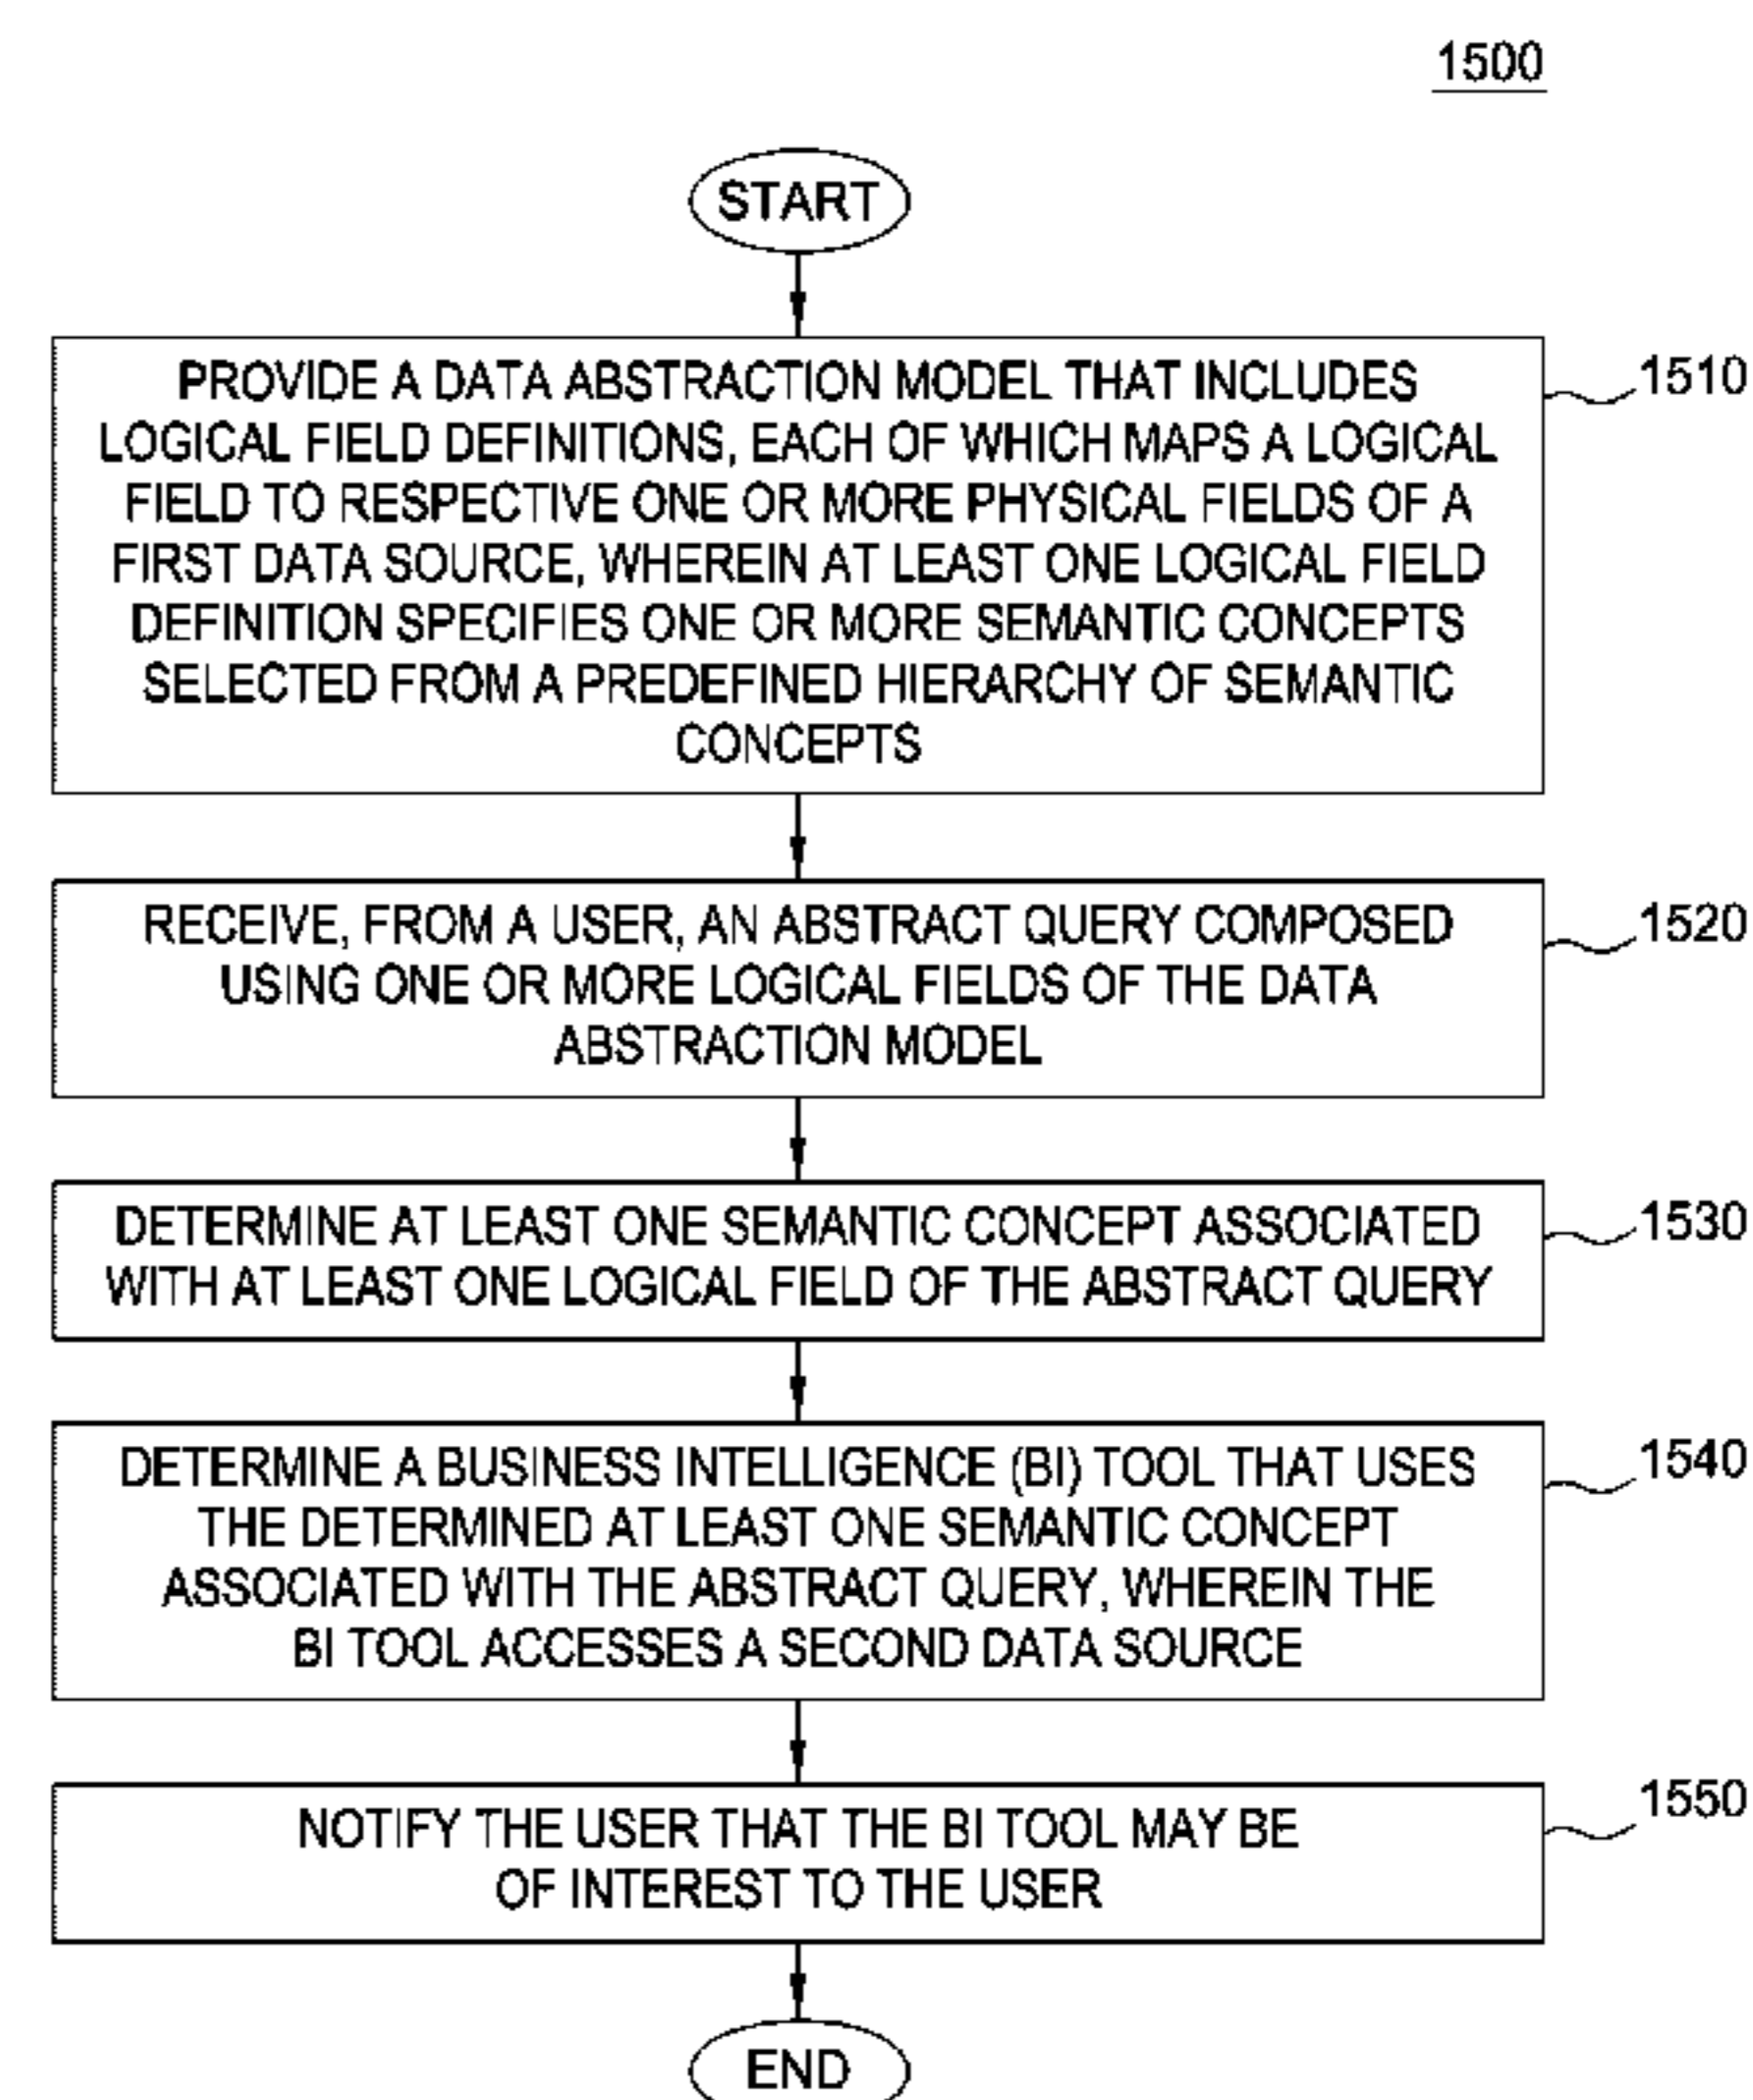 1500
START
PROVIDE A DATA ABSTRACTION MODEL THAT INCLUDES
LOGICAL FIELD DEFINITIONS, EACH OF WHICH MAPS A LOGICAL
FIELD TO RESPECTIVE ONE OR MORE PHYSICAL FIELDS OF A
FIRST DATA SOURCE, WHEREIN AT LEAST ONE LOGICAL FIELD
DEFINITION SPECIFIES ONE OR MORE SEMANTIC CONCEPTS
SELECTED FROM A PREDEFINED HIERARCHY OF SEMANTIC
CONCEPTS
1510
RECEIVE, FROM A USER, AN ABSTRACT QUERY COMPOSED
USING ONE OR MORE LOGICAL FIELDS OF THE DATA
ABSTRACTION MODEL
1520
DETERMINE AT LEAST ONE SEMANTIC CONCEPT ASSOCIATED
WITH AT LEAST ONE LOGICAL FIELD OF THE ABSTRACT QUERY
1530
DETERMINE A BUSINESS INTELLIGENCE (BI) TOOL THAT USES
THE DETERMINED AT LEAST ONE SEMANTIC CONCEPT
ASSOCIATED WITH THE ABSTRACT QUERY, WHEREIN THE
BI TOOL ACCESSES A SECOND DATA SOURCE
1540
NOTIFY THE USER THAT THE BI TOOL MAY BE
OF INTEREST TO THE USER
1550
END